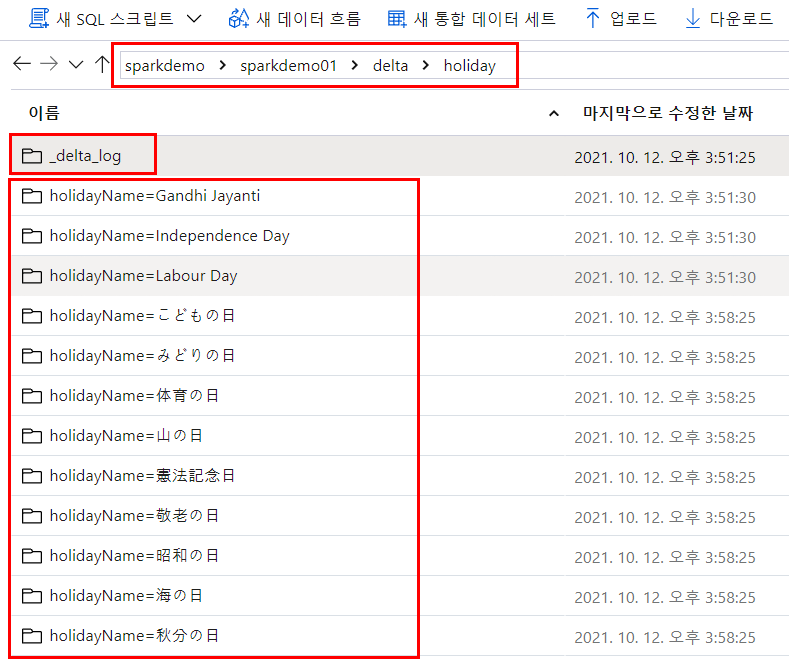 새 SQL 스크립트 새 데이터 흐름 새 통합 데이터 세트 업로드 다운로드
sparkdemo > sparkdemo01 > delta > holiday
이름 마지막으로 수정한 날짜
_delta_log 2021. 10. 12. 오후 3:51:25
holidayName=Gandhi Jayanti 2021. 10. 12. 오후 3:51:30
holidayName=Independence Day 2021. 10. 12. 오후 3:51:30
holidayName=Labour Day 2021. 10. 12. 오후 3:51:30
holidayName=こどもの日 2021. 10. 12. 오후 3:58:25
holidayName=みどりの日 2021. 10. 12. 오후 3:58:25
holidayName=体育の日 2021. 10. 12. 오후 3:58:25
holidayName=山の日 2021. 10. 12. 오후 3:58:25
holidayName=憲法記念日 2021. 10. 12. 오후 3:58:25
holidayName=敬老の日 2021. 10. 12. 오후 3:58:25
holidayName=昭和の日 2021. 10. 12. 오후 3:58:25
holidayName=海の日 2021. 10. 12. 오후 3:58:25
holidayName=秋分の日 2021. 10. 12. 오후 3:58:25